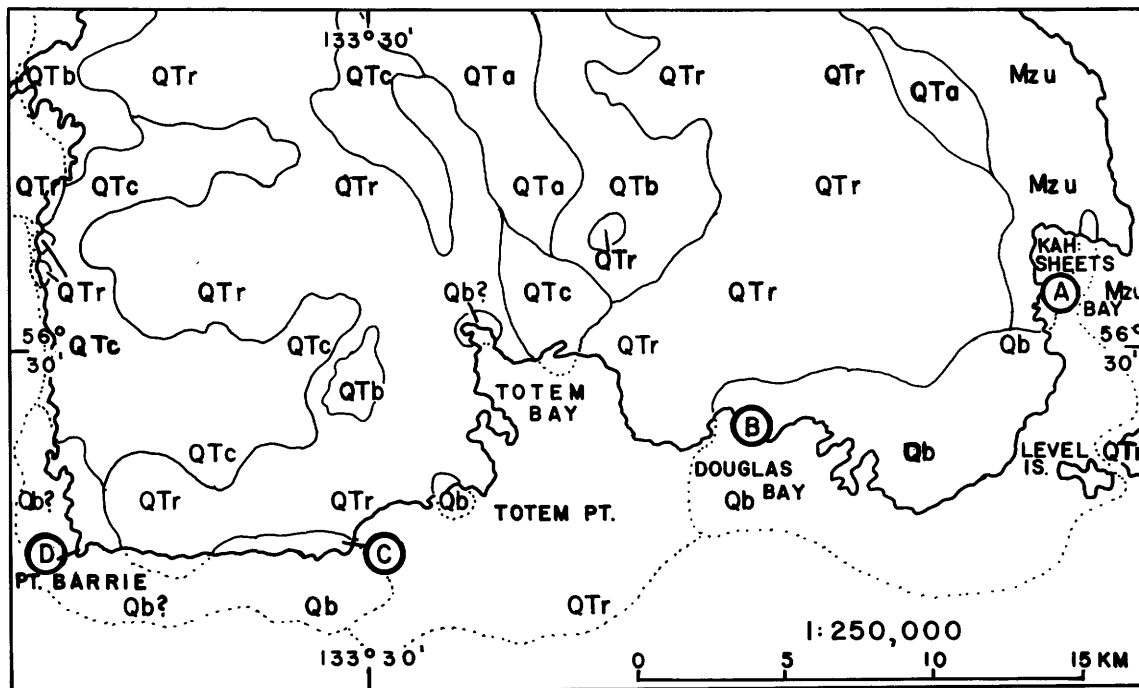 133° 30'
QTb QTr QTc QTa QTr QTr QTa Mzu
QTr QTc QTr QTa QTb QTr Mzu
QTr
KAH
SHEETS
BAY
QTr QTr Qb? QTc QTr A Mzu
56°
30'
QTc QTc QTr Qb 56°
30'
QTb
TOTEM
BAY
B
QTc Qb
DOUGLAS
BAY
LEVEL
IS.
QTr
Qb? QTr QTr Qb Qb
TOTEM PT.
D C
PT. BARRIE
Qb? Qb QTr
1:250,000
133° 30'
0 5 10 15 KM